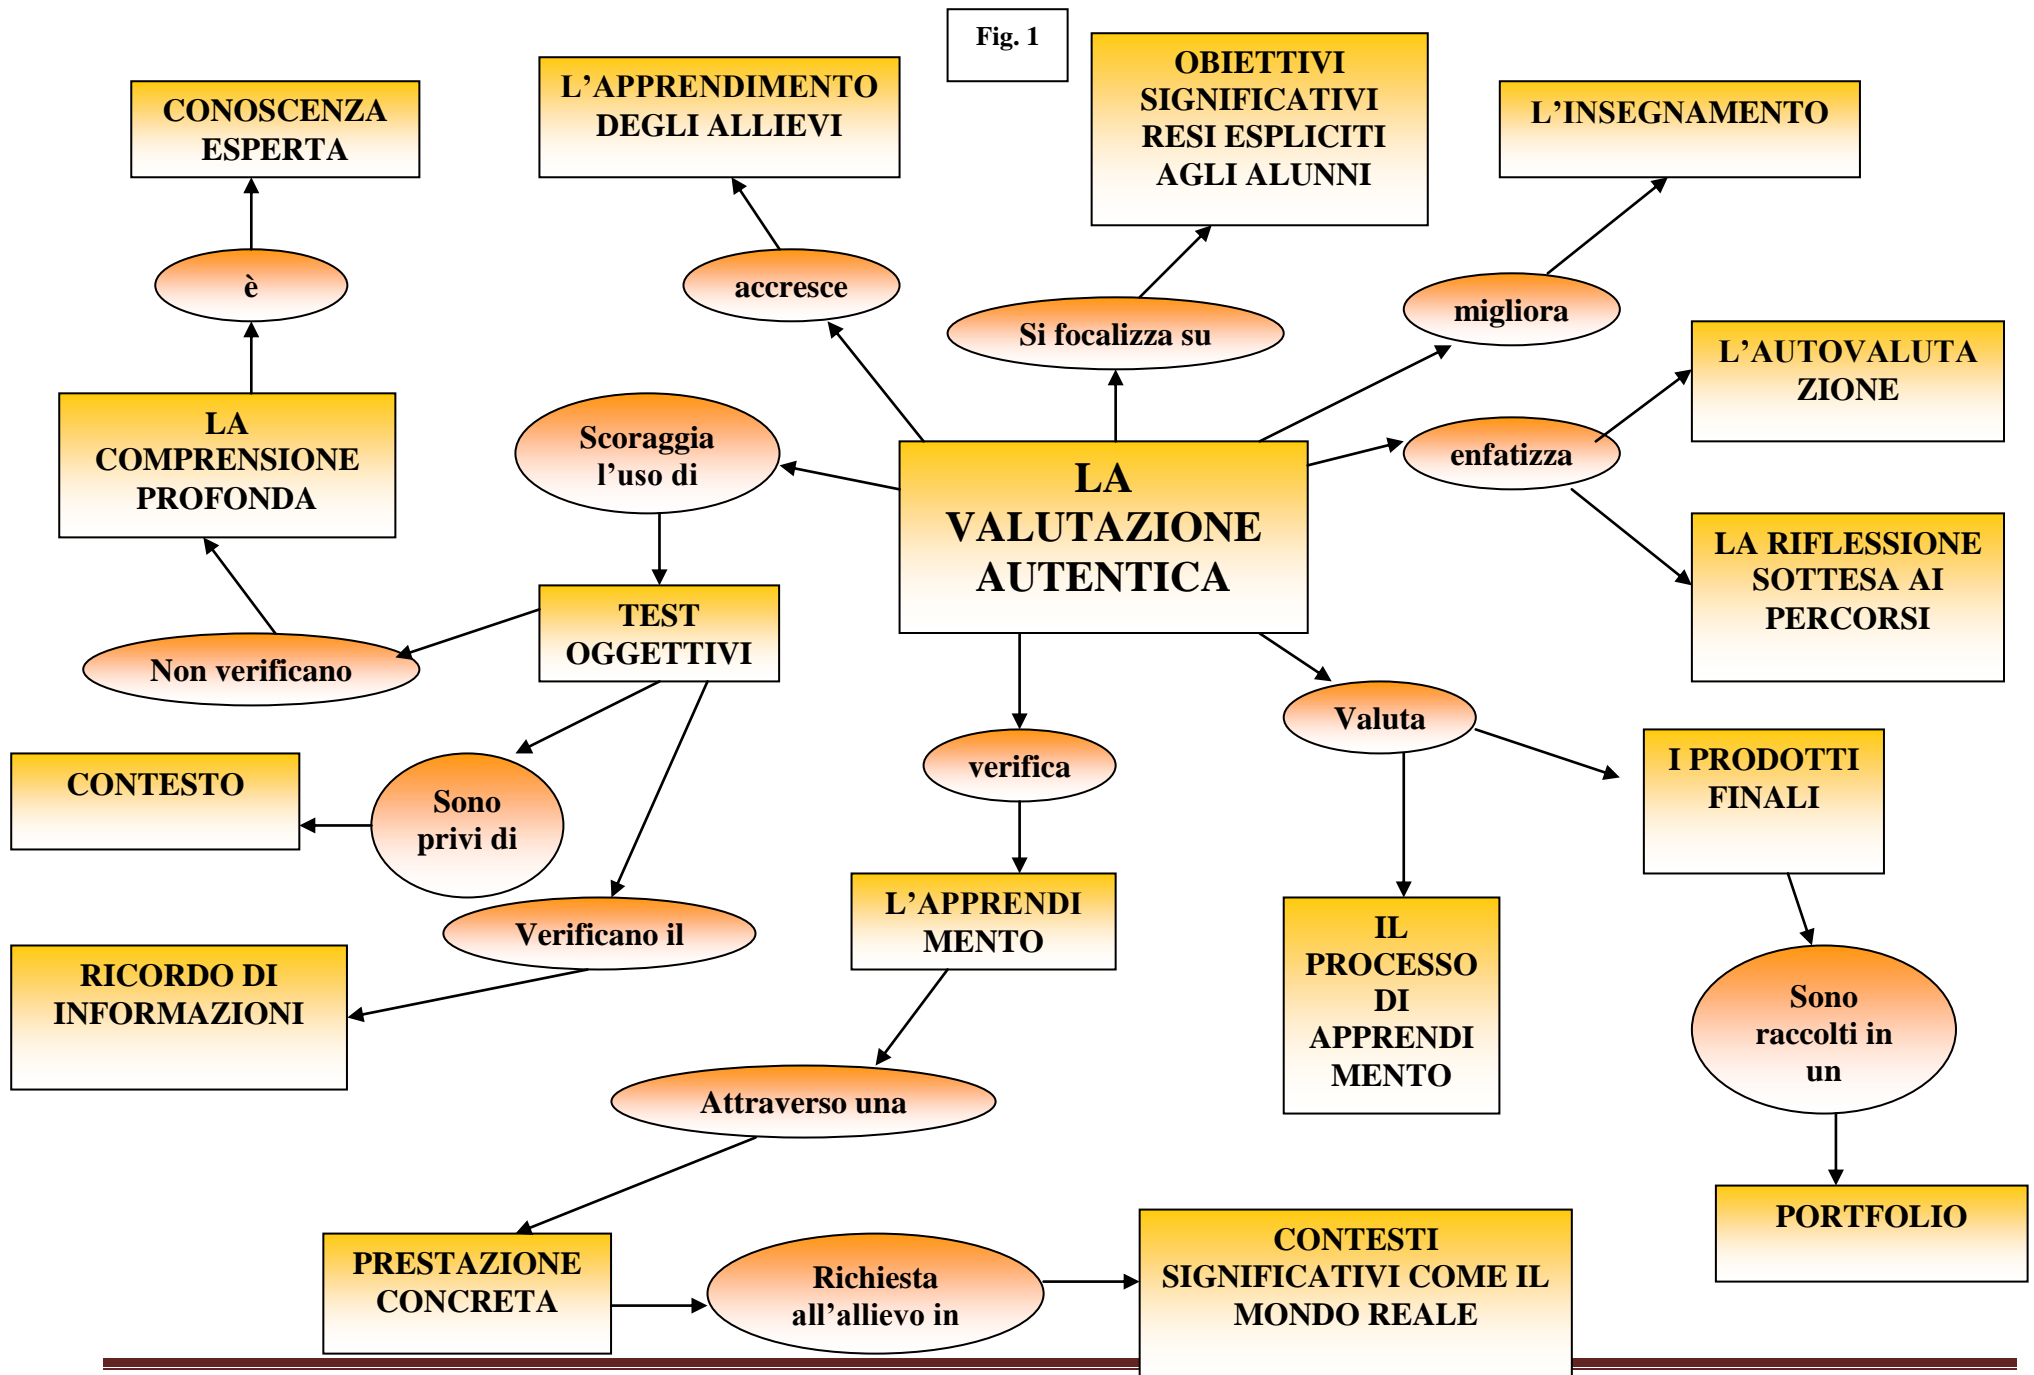 Fig. 1
CONOSCENZA
ESPERTA
L’APPRENDIMENTO
DEGLI ALLIEVI
OBIETTIVI
SIGNIFICATIVI
RESI ESPLICITI
AGLI ALUNNI
L’INSEGNAMENTO
è
accresce
Si focalizza su
migliora
L’AUTOVALUTA
ZIONE
LA
COMPRENSIONE
PROFONDA
Scoraggia
l’uso di
LA
VALUTAZIONE
AUTENTICA
enfatizza
LA RIFLESSIONE
SOTTESA AI
PERCORSI
TEST
OGGETTIVI
Non verificano
Valuta
verifica
I PRODOTTI
FINALI
CONTESTO
Sono
privi di
L’APPRENDI
MENTO
Verificano il
IL
PROCESSO
DI
APPRENDI
MENTO
RICORDO DI
INFORMAZIONI
Sono
raccolti in
un
Attraverso una
PORTFOLIO
PRESTAZIONE
CONCRETA
Richiesta
all’allievo in
CONTESTI
SIGNIFICATIVI COME IL
MONDO REALE